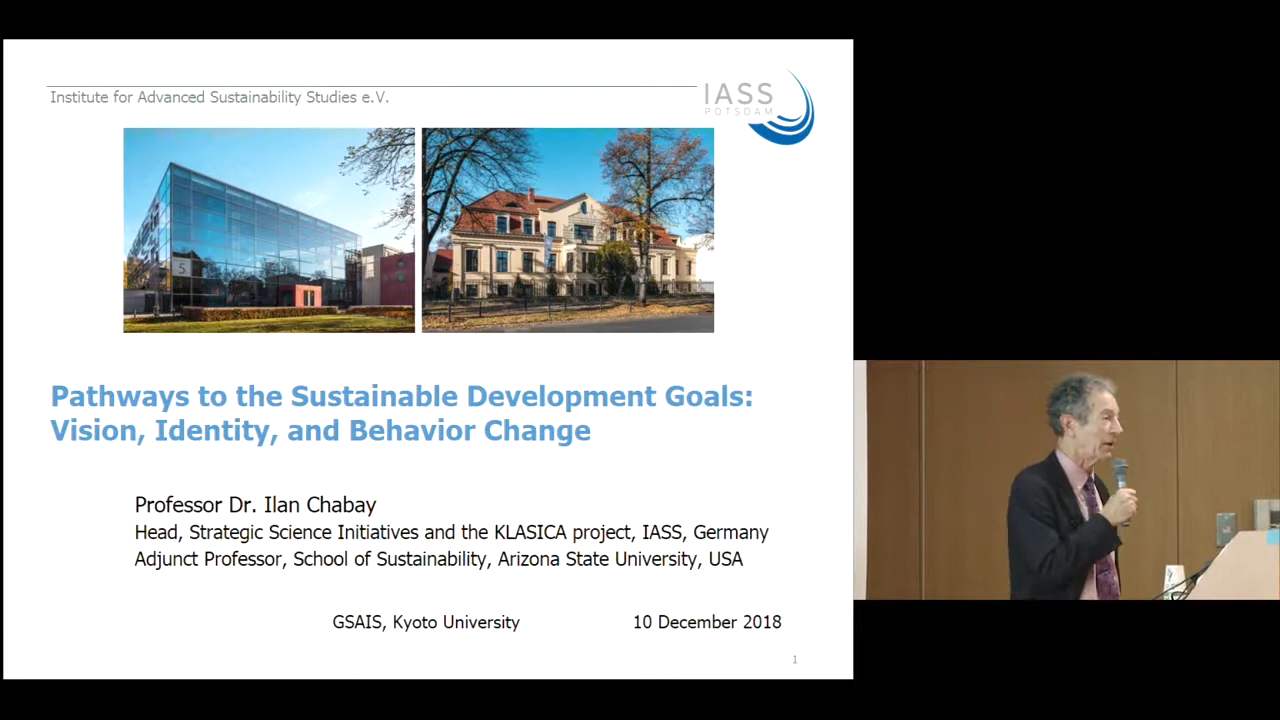 Institute for Advanced Sustainability Studies e.V.
IASS
POTSDAM
5
Pathways to the Sustainable Development Goals:
Vision, Identity, and Behavior Change
Professor Dr. Ilan Chabay
Head, Strategic Science Initiatives and the KLASICA project, IASS, Germany
Adjunct Professor, School of Sustainability, Arizona State University, USA
GSAIS, Kyoto University 10 December 2018
1